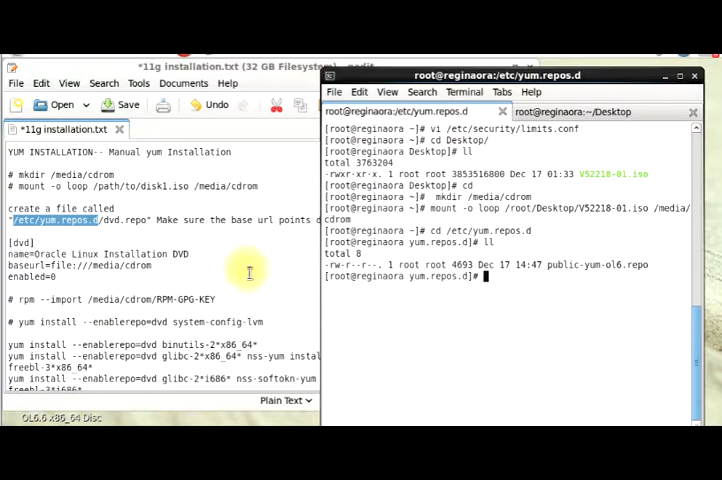 *11g installation.txt (32 GB Filesystem) - gedit
File Edit View Search Tools Documents Help
Open Save Undo
*11g installation.txt
YUM INSTALLATION-- Manual yum Installation
# mkdir /media/cdrom
# mount -o loop /path/to/disk1.iso /media/cdrom
create a file called
"/etc/yum.repos.d/dvd.repo" Make sure the base url points
[dvd]
name=Oracle Linux Installation DVD
baseurl=file:///media/cdrom
enabled=0
# rpm --import /media/cdrom/RPM-GPG-KEY
# yum install --enablerepo=dvd system-config-lvm
yum install --enablerepo=dvd binutils-2*x86_64*
yum install --enablerepo=dvd glibc-2*x86_64* nss-yum instal
freebl-3*x86_64*
yum install --enablerepo=dvd glibc-2*i686* nss-softokn-yum
freebl-3*i686*
Plain Text
OL6.6 x86_64 Disc
root@reginaora:/etc/yum.repos.d
File Edit View Search Terminal Tabs Help
root@reginaora:/etc/yum.repos.d root@reginaora:~/Desktop
[root@reginaora ~]# vi /etc/security/limits.conf
[root@reginaora ~]# cd Desktop/
[root@reginaora Desktop]# ll
total 3763204
-rwxr-xr-x. 1 root root 3853516800 Dec 17 01:33 V52218-01.iso
[root@reginaora Desktop]# cd
[root@reginaora ~]#  mkdir /media/cdrom
[root@reginaora ~]# mount -o loop /root/Desktop/V52218-01.iso /media/
cdrom
[root@reginaora ~]# cd /etc/yum.repos.d
[root@reginaora yum.repos.d]# ll
total 8
-rw-r--r--. 1 root root 4693 Dec 17 14:47 public-yum-ol6.repo
[root@reginaora yum.repos.d]#